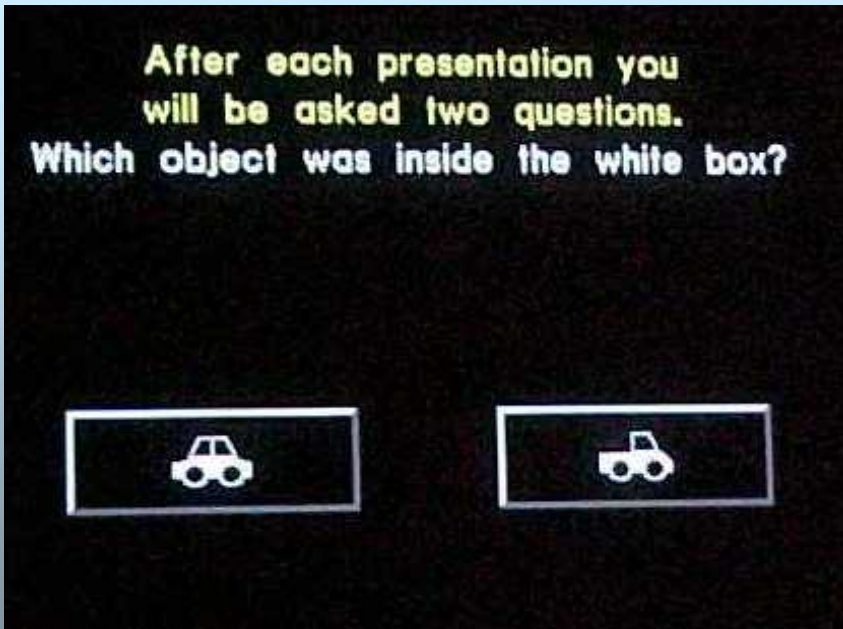 After each presentation you
will be asked two questions.
Which object was inside the white box?